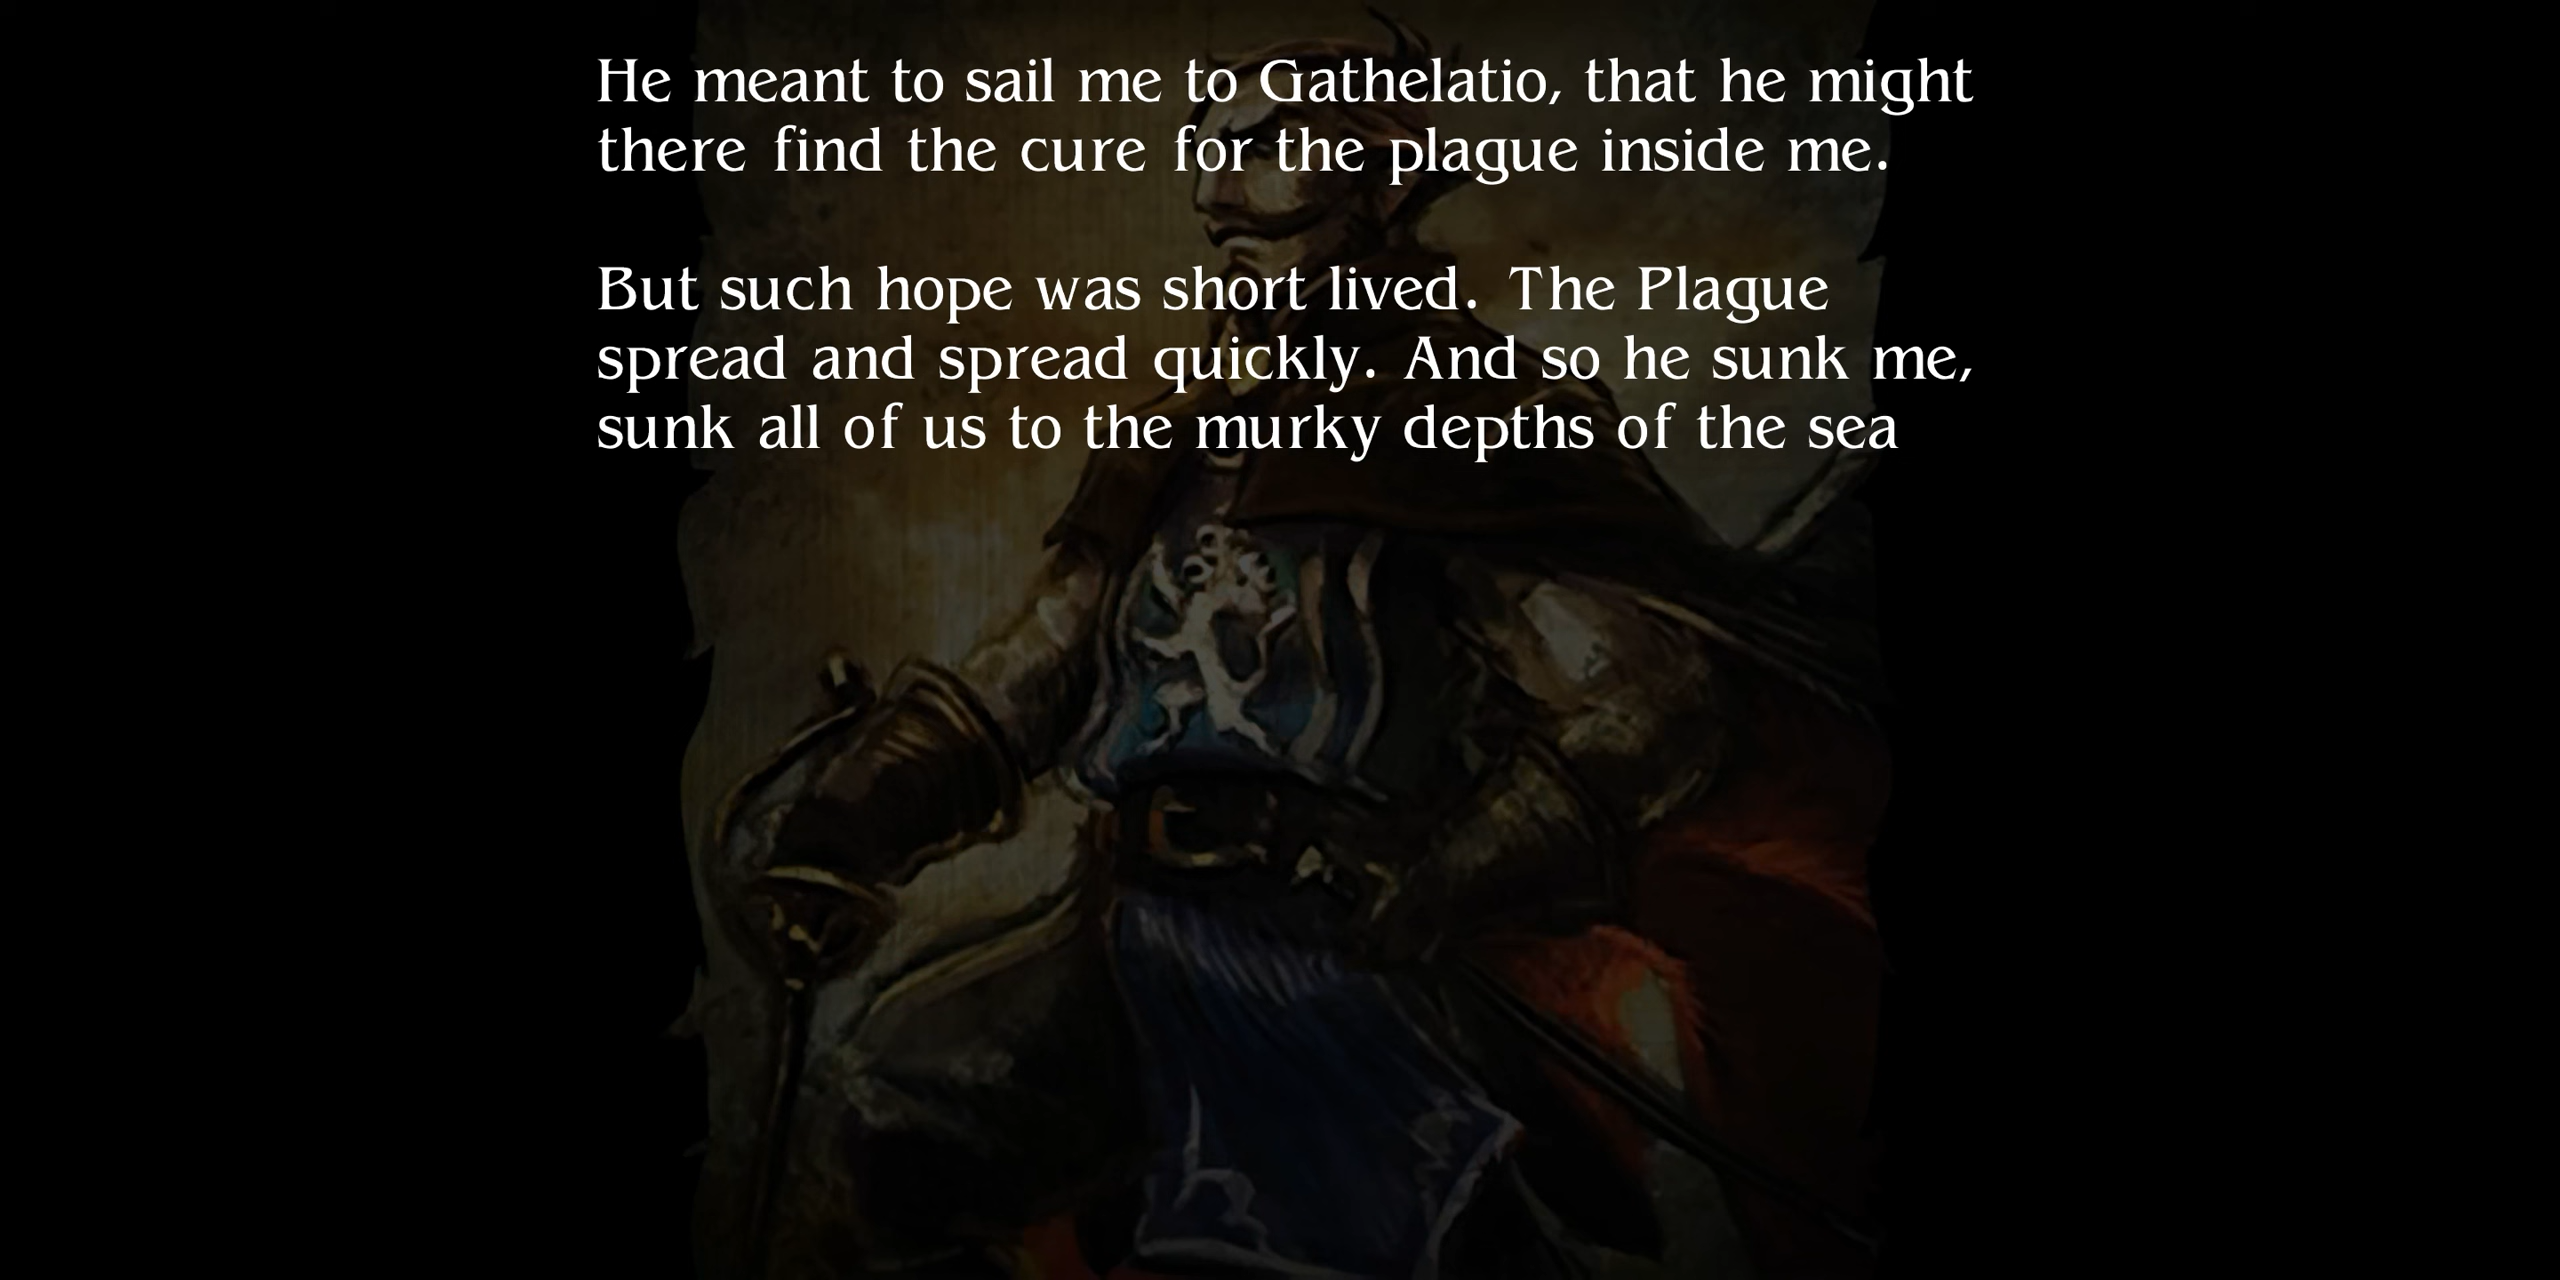 He meant to sail me to Gathelatio, that he might
there find the cure for the plague inside me.
But such hope was short lived. The Plague
spread and spread quickly. And so he sunk me,
sunk all of us to the murky depths of the sea